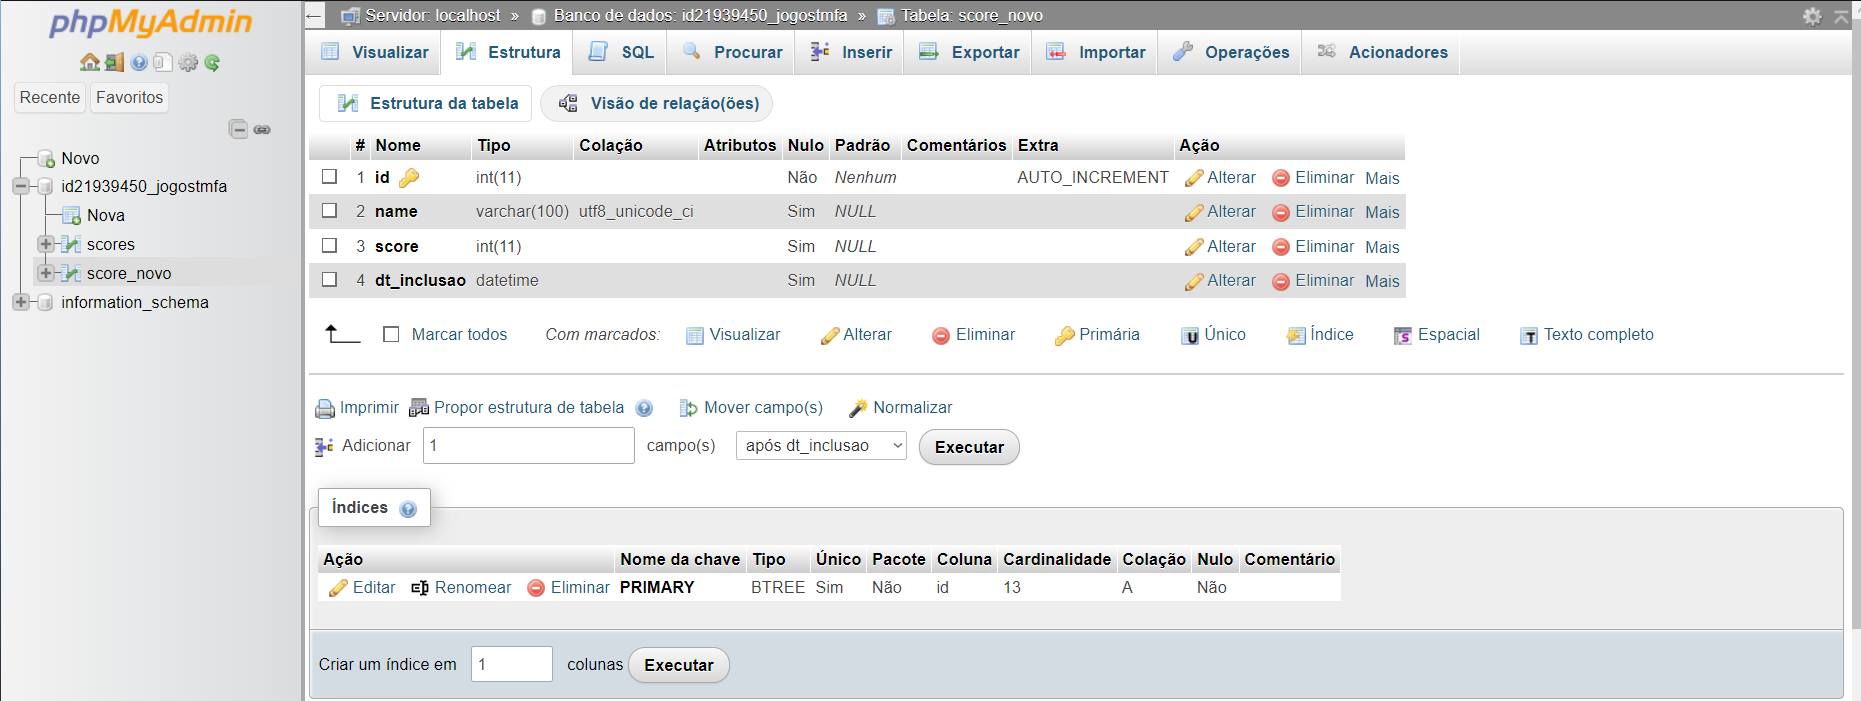 phpMyAdmin
Recente Favoritos
Novo
id21939450_jogostmfa
Nova
scores
score_novo
information_schema
← Servidor: localhost » Banco de dados: id21939450_jogostmfa » Tabela: score_novo
Visualizar Estrutura SQL Procurar Inserir Exportar Importar Operações Acionadores
Estrutura da tabela Visão de relação(ões)
# Nome Tipo Colação Atributos Nulo Padrão Comentários Extra Ação
1 id int(11) Não Nenhum AUTO_INCREMENT Alterar Eliminar Mais
2 name varchar(100) utf8_unicode_ci Sim NULL Alterar Eliminar Mais
3 score int(11) Sim NULL Alterar Eliminar Mais
4 dt_inclusao datetime Sim NULL Alterar Eliminar Mais
Marcar todos Com marcados: Visualizar Alterar Eliminar Primária Único Índice Espacial Texto completo
Imprimir Propor estrutura de tabela Mover campo(s) Normalizar
Adicionar 1 campo(s) após dt_inclusao Executar
Índices
Ação Nome da chave Tipo Único Pacote Coluna Cardinalidade Colação Nulo Comentário
Editar Renomear Eliminar PRIMARY BTREE Sim Não id 13 A Não
Criar um índice em 1 colunas Executar